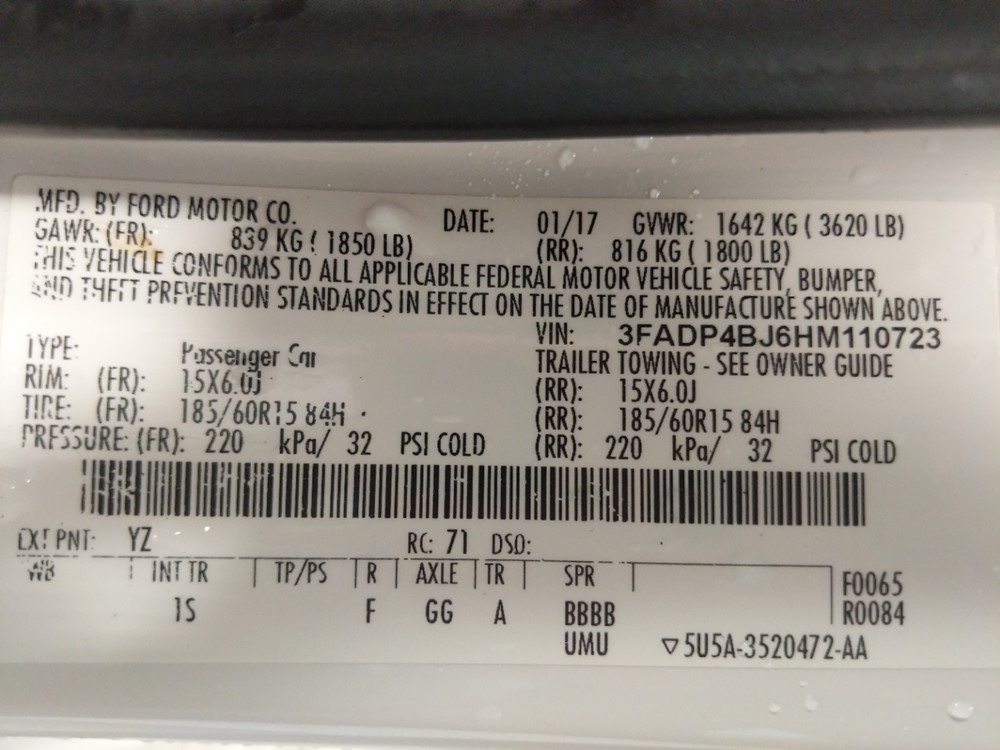 MFD. BY FORD MOTOR CO. DATE: 01/17 GVWR: 1642 KG ( 3620 LB)
GAWR: (FR): 839 KG ( 1850 LB) (RR): 816 KG ( 1800 LB)
THIS VEHICLE CONFORMS TO ALL APPLICABLE FEDERAL MOTOR VEHICLE SAFETY, BUMPER,
AND THEFT PREVENTION STANDARDS IN EFFECT ON THE DATE OF MANUFACTURE SHOWN ABOVE.
VIN: 3FADP4BJ6HM110723
TYPE: Passenger Car TRAILER TOWING - SEE OWNER GUIDE
RIM: (FR): 15X6.0J (RR): 15X6.0J
TIRE: (FR): 185/60R15 84H (RR): 185/60R15 84H
PRESSURE: (FR): 220 kPa/ 32 PSI COLD (RR): 220 kPa/ 32 PSI COLD
EXT PNT: YZ RC: 71 DSO:
WB INT TR TP/PS R AXLE TR SPR F0065
1S F GG A BBBB R0084
UMU ▽5U5A-3520472-AA